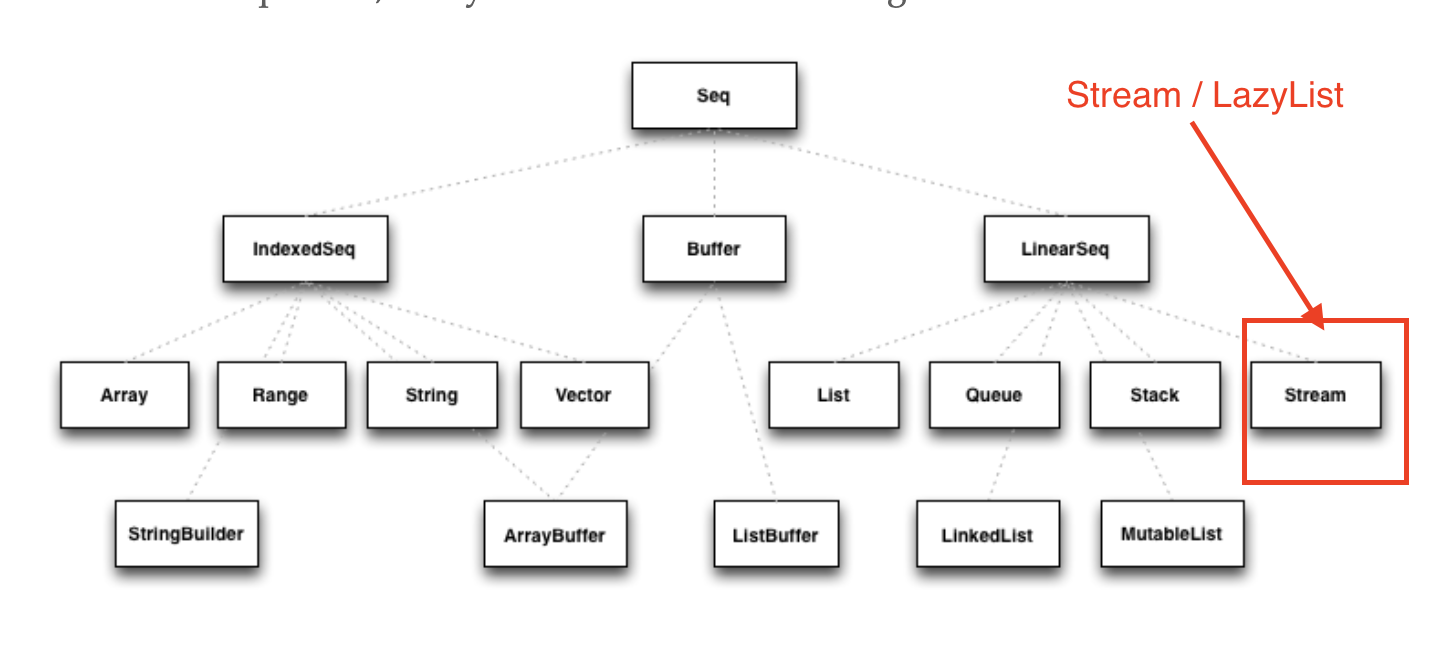 Seq
Stream / LazyList
IndexedSeq
Buffer
LinearSeq
Array
Range
String
Vector
List
Queue
Stack
Stream
StringBuilder
ArrayBuffer
ListBuffer
LinkedList
MutableList